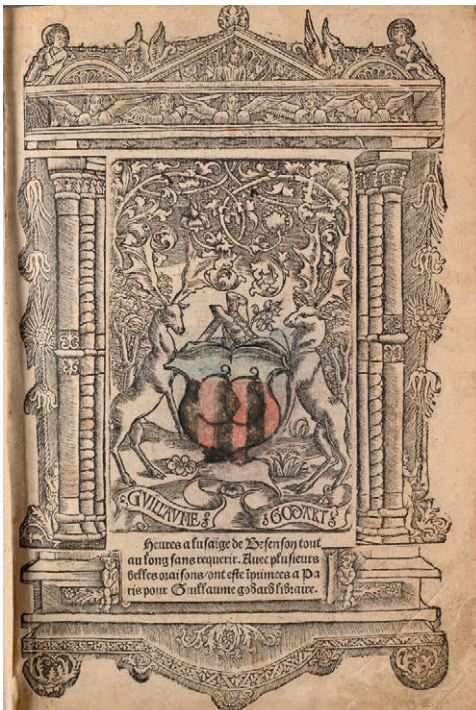 GVILLAVME GODART
Heures a lusaige de Besenson tout
au long sans requerir. Auec plusieurs
belles oraisons/ont este īprimees a Pa
ris pour Guillaume godard libraire.